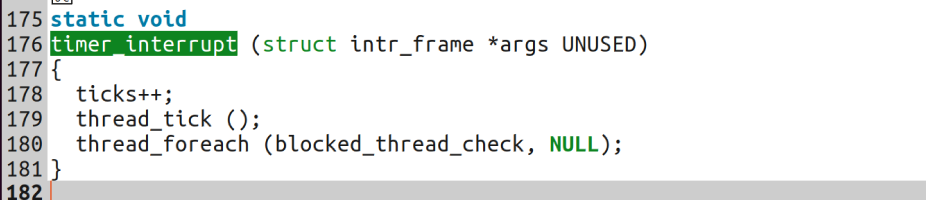 175 static void
176 timer_interrupt (struct intr_frame *args UNUSED)
177 {
178   ticks++;
179   thread_tick ();
180   thread_foreach (blocked_thread_check, NULL);
181 }
182